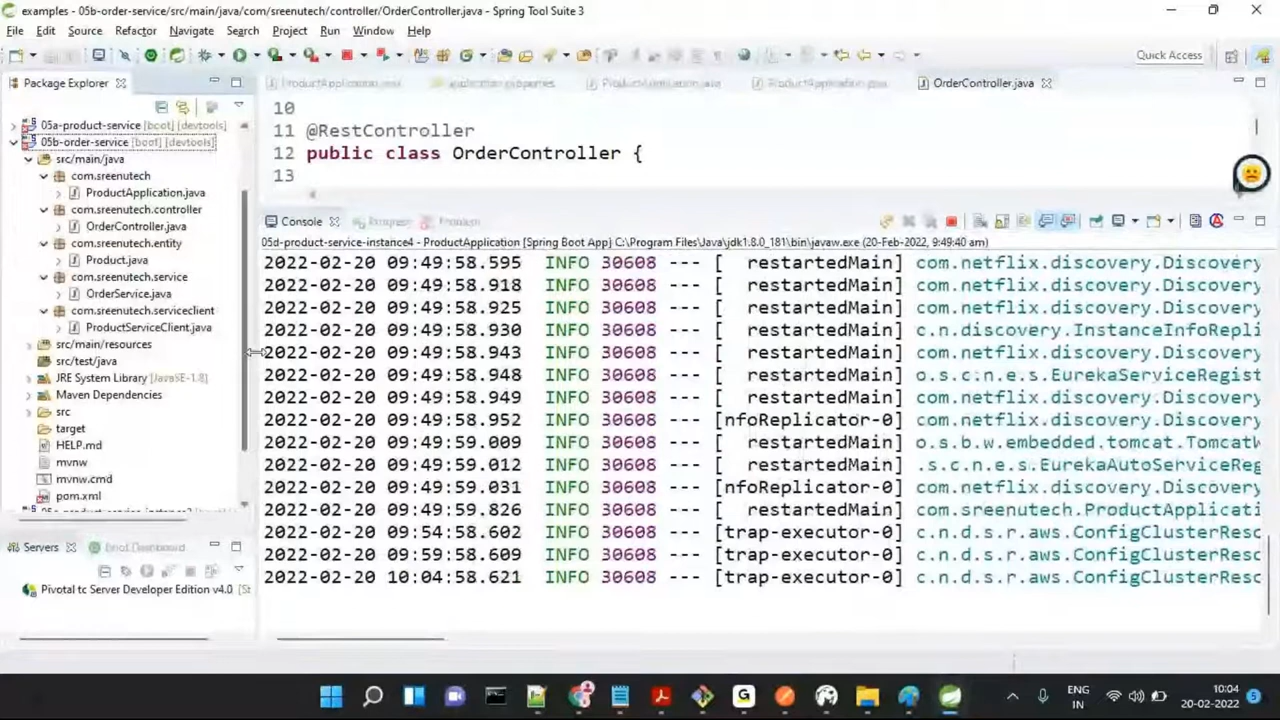 examples - 05b-order-service/src/main/java/com/sreenutech/controller/OrderController.java - Spring Tool Suite 3
File Edit Source Refactor Navigate Search Project Run Window Help
Quick Access
Package Explorer
ProductApplication.java
application.properties
ProductApplication.java
ProductApplication.java
OrderController.java
05a-product-service [boot] [devtools]
05b-order-service [boot] [devtools]
src/main/java
com.sreenutech
ProductApplication.java
com.sreenutech.controller
OrderController.java
com.sreenutech.entity
Product.java
com.sreenutech.service
OrderService.java
com.sreenutech.serviceclient
ProductServiceClient.java
src/main/resources
src/test/java
JRE System Library [JavaSE-1.8]
Maven Dependencies
src
target
HELP.md
mvnw
mvnw.cmd
pom.xml
Servers Boot Dashboard
Pivotal tc Server Developer Edition v4.0 [St
10
11 @RestController
12 public class OrderController {
13
Console Progress Problem
05d-product-service-instance4 - ProductApplication [Spring Boot App] C:\Program Files\Java\jdk1.8.0_181\bin\javaw.exe (20-Feb-2022, 9:49:40 am)
2022-02-20 09:49:58.595 INFO 30608 --- [ restartedMain] com.netflix.discovery.Discovery
2022-02-20 09:49:58.918 INFO 30608 --- [ restartedMain] com.netflix.discovery.Discovery
2022-02-20 09:49:58.925 INFO 30608 --- [ restartedMain] com.netflix.discovery.Discovery
2022-02-20 09:49:58.930 INFO 30608 --- [ restartedMain] c.n.discovery.InstanceInfoRepli
2022-02-20 09:49:58.943 INFO 30608 --- [ restartedMain] com.netflix.discovery.Discovery
2022-02-20 09:49:58.948 INFO 30608 --- [ restartedMain] o.s.c.n.e.s.EurekaServiceRegist
2022-02-20 09:49:58.949 INFO 30608 --- [ restartedMain] com.netflix.discovery.Discovery
2022-02-20 09:49:58.952 INFO 30608 --- [nfoReplicator-0] com.netflix.discovery.Discovery
2022-02-20 09:49:59.009 INFO 30608 --- [ restartedMain] o.s.b.w.embedded.tomcat.TomcatW
2022-02-20 09:49:59.012 INFO 30608 --- [ restartedMain] .s.c.n.e.s.EurekaAutoServiceReg
2022-02-20 09:49:59.031 INFO 30608 --- [nfoReplicator-0] com.netflix.discovery.Discovery
2022-02-20 09:49:59.826 INFO 30608 --- [ restartedMain] com.sreenutech.ProductApplicati
2022-02-20 09:54:58.602 INFO 30608 --- [trap-executor-0] c.n.d.s.r.aws.ConfigClusterReso
2022-02-20 09:59:58.609 INFO 30608 --- [trap-executor-0] c.n.d.s.r.aws.ConfigClusterReso
2022-02-20 10:04:58.621 INFO 30608 --- [trap-executor-0] c.n.d.s.r.aws.ConfigClusterReso
ENG
IN
10:04
20-02-2022
5